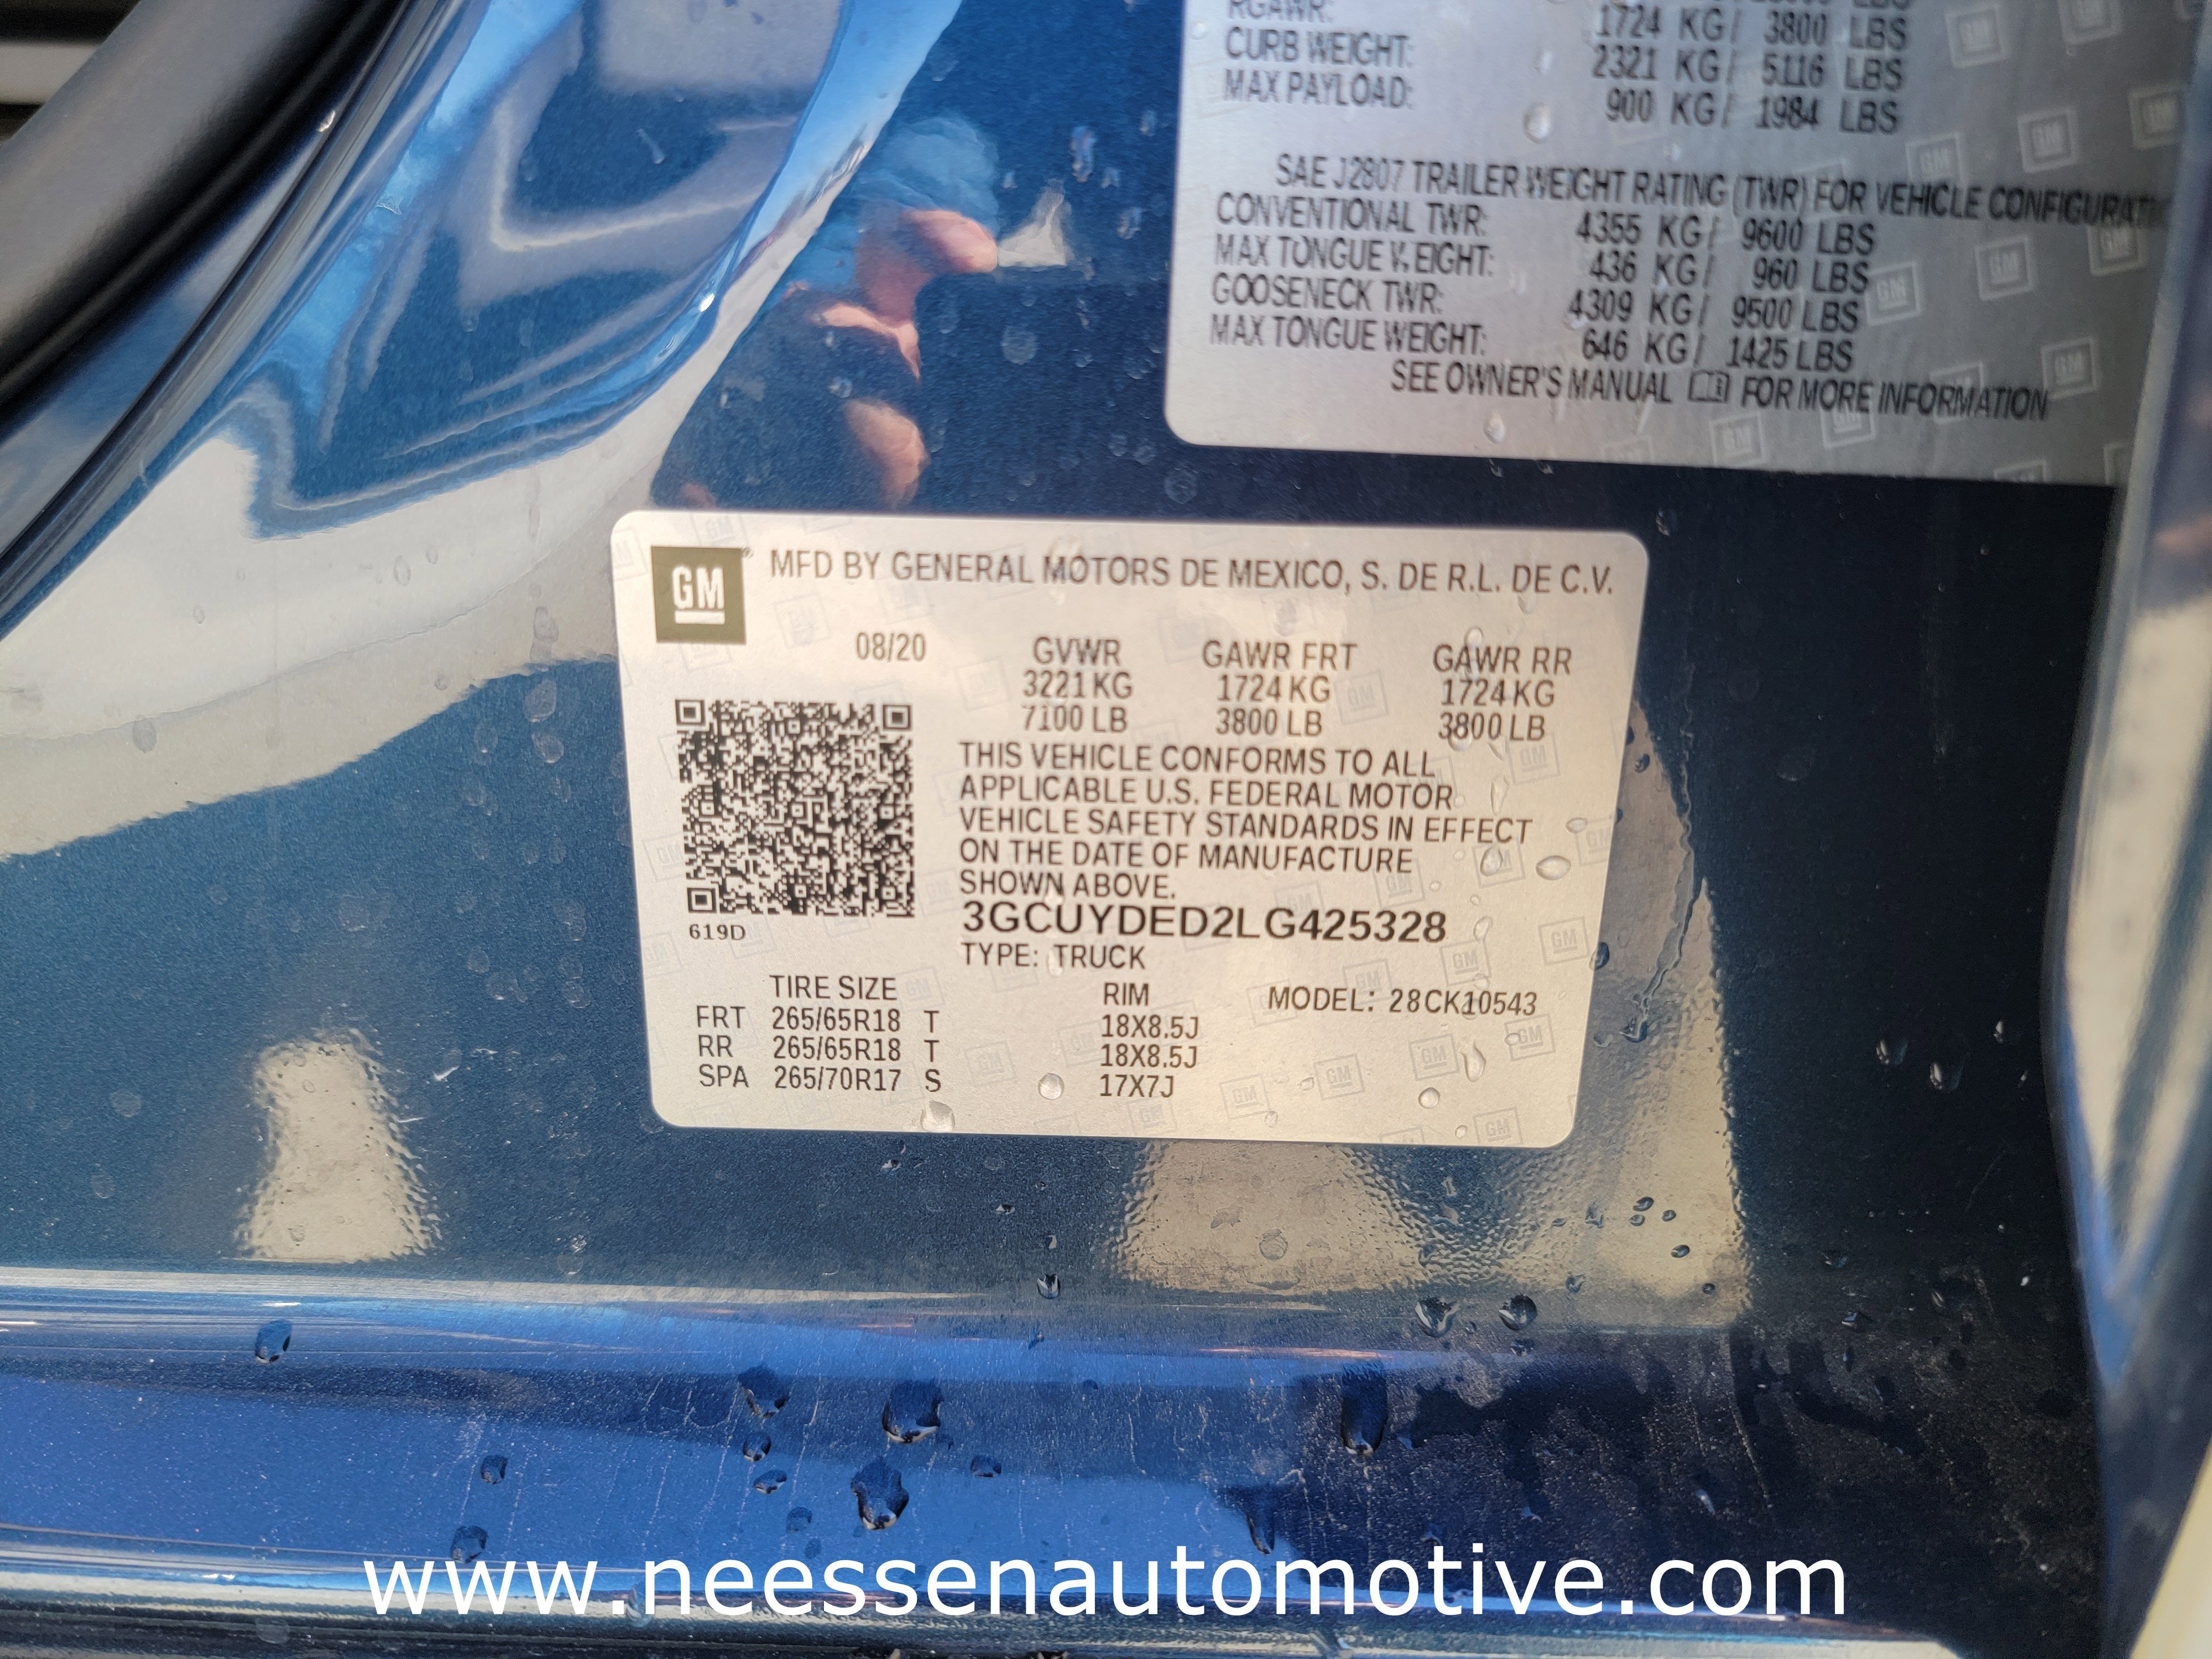 RGAWR: 1724 KG/ 3800 LBS
CURB WEIGHT: 2321 KG/ 5116 LBS
MAX PAYLOAD: 900 KG/ 1984 LBS
SAE J2807 TRAILER WEIGHT RATING (TWR) FOR VEHICLE
CONVENTIONAL TWR: 4355 KG/ 9600 LBS
MAX TONGUE WEIGHT: 436 KG/ 960 LBS
GOOSENECK TWR: 4309 KG/ 9500 LBS
MAX TONGUE WEIGHT: 646 KG/ 1425 LBS
SEE OWNER'S MANUAL FOR MORE INFORMATION
GM® MFD BY GENERAL MOTORS DE MEXICO, S. DE R.L. DE C.V.
08/20 GVWR GAWR FRT GAWR RR
3221 KG 1724 KG 1724 KG
7100 LB 3800 LB 3800 LB
THIS VEHICLE CONFORMS TO ALL
APPLICABLE U.S. FEDERAL MOTOR
VEHICLE SAFETY STANDARDS IN EFFECT
ON THE DATE OF MANUFACTURE
SHOWN ABOVE.
3GCUYDED2LG425328
619D
TYPE: TRUCK
TIRE SIZE RIM MODEL: 28CK10543
FRT 265/65R18 T 18X8.5J
RR 265/65R18 T 18X8.5J
SPA 265/70R17 S 17X7J
www.neessenautomotive.com